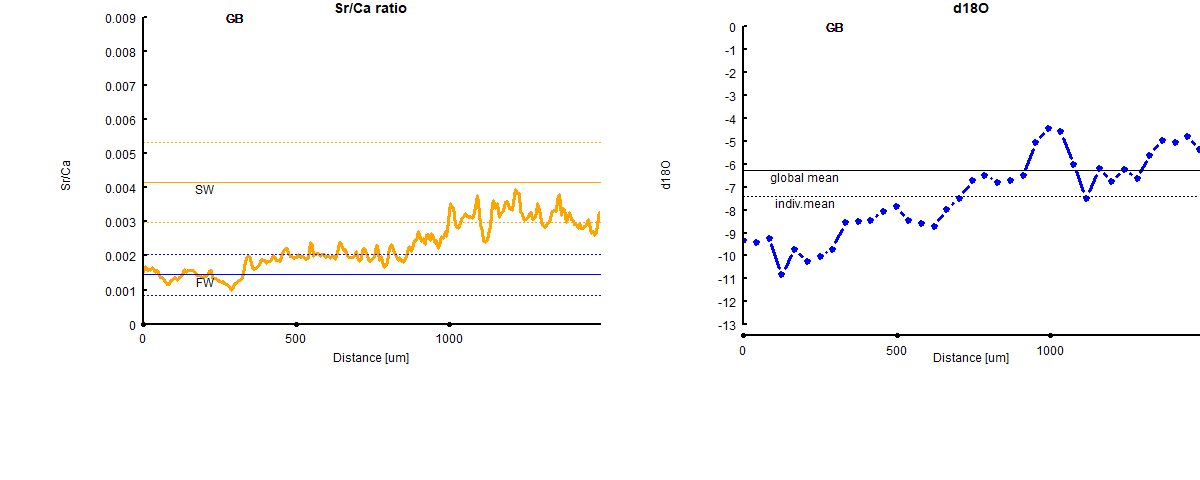 Sr/Ca ratio
GB
0.009
0.008
0.007
0.006
0.005
0.004
0.003
0.002
0.001
0
Sr/Ca
SW
FW
0
500
1000
Distance [um]
d18O
GB
0
-1
-2
-3
-4
-5
-6
-7
-8
-9
-10
-11
-12
-13
d18O
global mean
indiv.mean
0
500
1000
Distance [um]